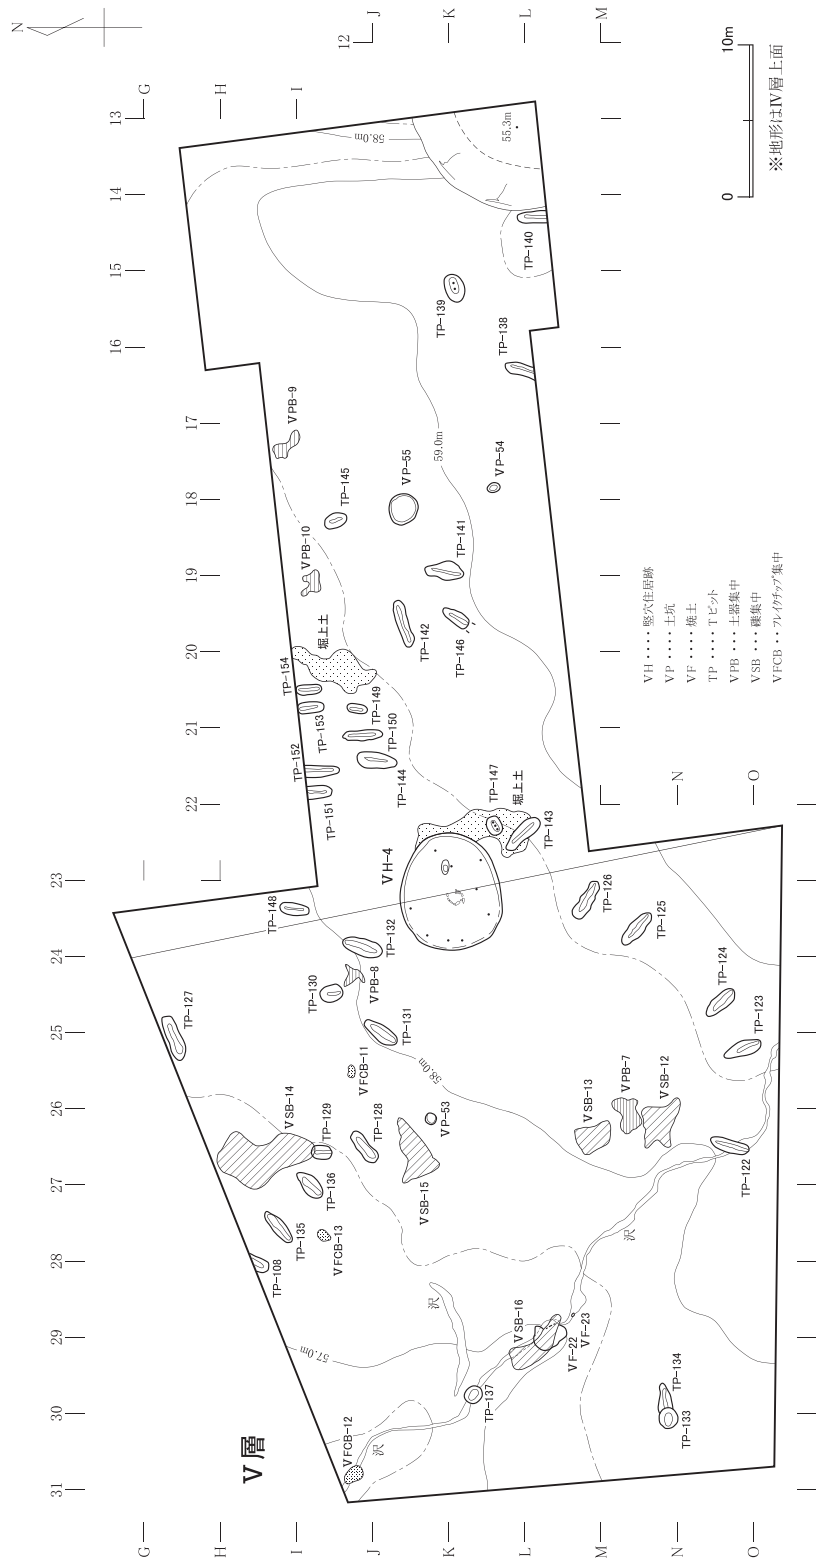 N
G
H
I
J
K
L
M
12
13
14
15
16
17
18
19
20
21
22
23
24
25
26
27
28
29
30
31
0
10m
※地形はⅣ層上面
58.0m
55.3m
TP-140
TP-139
TP-138
59.0m
ⅤPB-9
ⅤP-55
ⅤP-54
TP-145
ⅤPB-10
TP-141
TP-142
TP-146
堀上土
TP-154
TP-153
TP-149
TP-150
TP-152
TP-144
TP-151
TP-147
堀上土
TP-143
ⅤH-4
TP-148
TP-132
TP-126
TP-125
TP-130
ⅤPB-8
TP-124
TP-127
TP-131
TP-123
ⅤFCB-11
58.0m
ⅤSB-14
TP-129
TP-128
ⅤP-53
ⅤSB-13
ⅤPB-7
ⅤSB-12
TP-136
ⅤSB-15
TP-122
TP-135
ⅤFCB-13
TP-108
沢
沢
ⅤSB-16
ⅤF-22
ⅤF-23
57.0m
TP-137
TP-134
TP-133
ⅤFCB-12
沢
Ⅴ層
ⅤH････竪穴住居跡
ⅤP･････土坑
ⅤF･････焼土
TP･････Tピット
ⅤPB･･･土器集中
ⅤSB･･･礫集中
ⅤFCB･･フレイクチップ集中
N
O
G
H
I
J
K
L
M
N
O